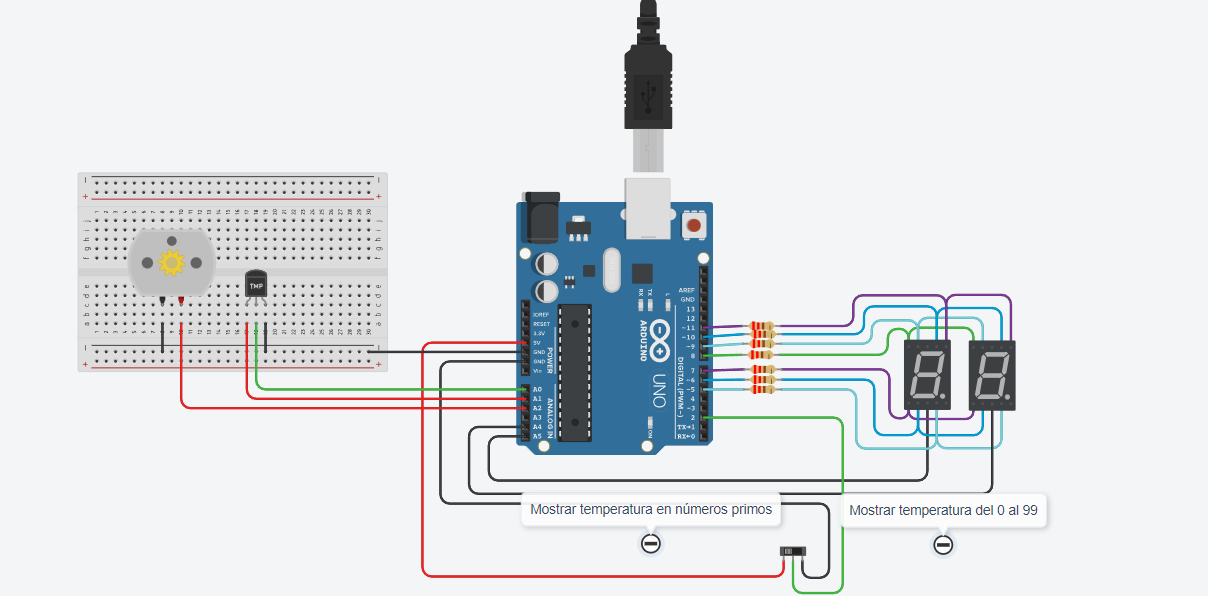 TMP
IOREF
RESET
3.3V
5V
GND
GND
Vin
POWER
A0
A1
A2
A3
A4
A5
ANALOG IN
AREF
GND
13
12
~11
~10
~9
8
7
~6
~5
4
~3
2
TX→1
RX←0
DIGITAL (PWM~)
TX
RX
L
ARDUINO
UNO
ON
Mostrar temperatura en números primos
Mostrar temperatura del 0 al 99